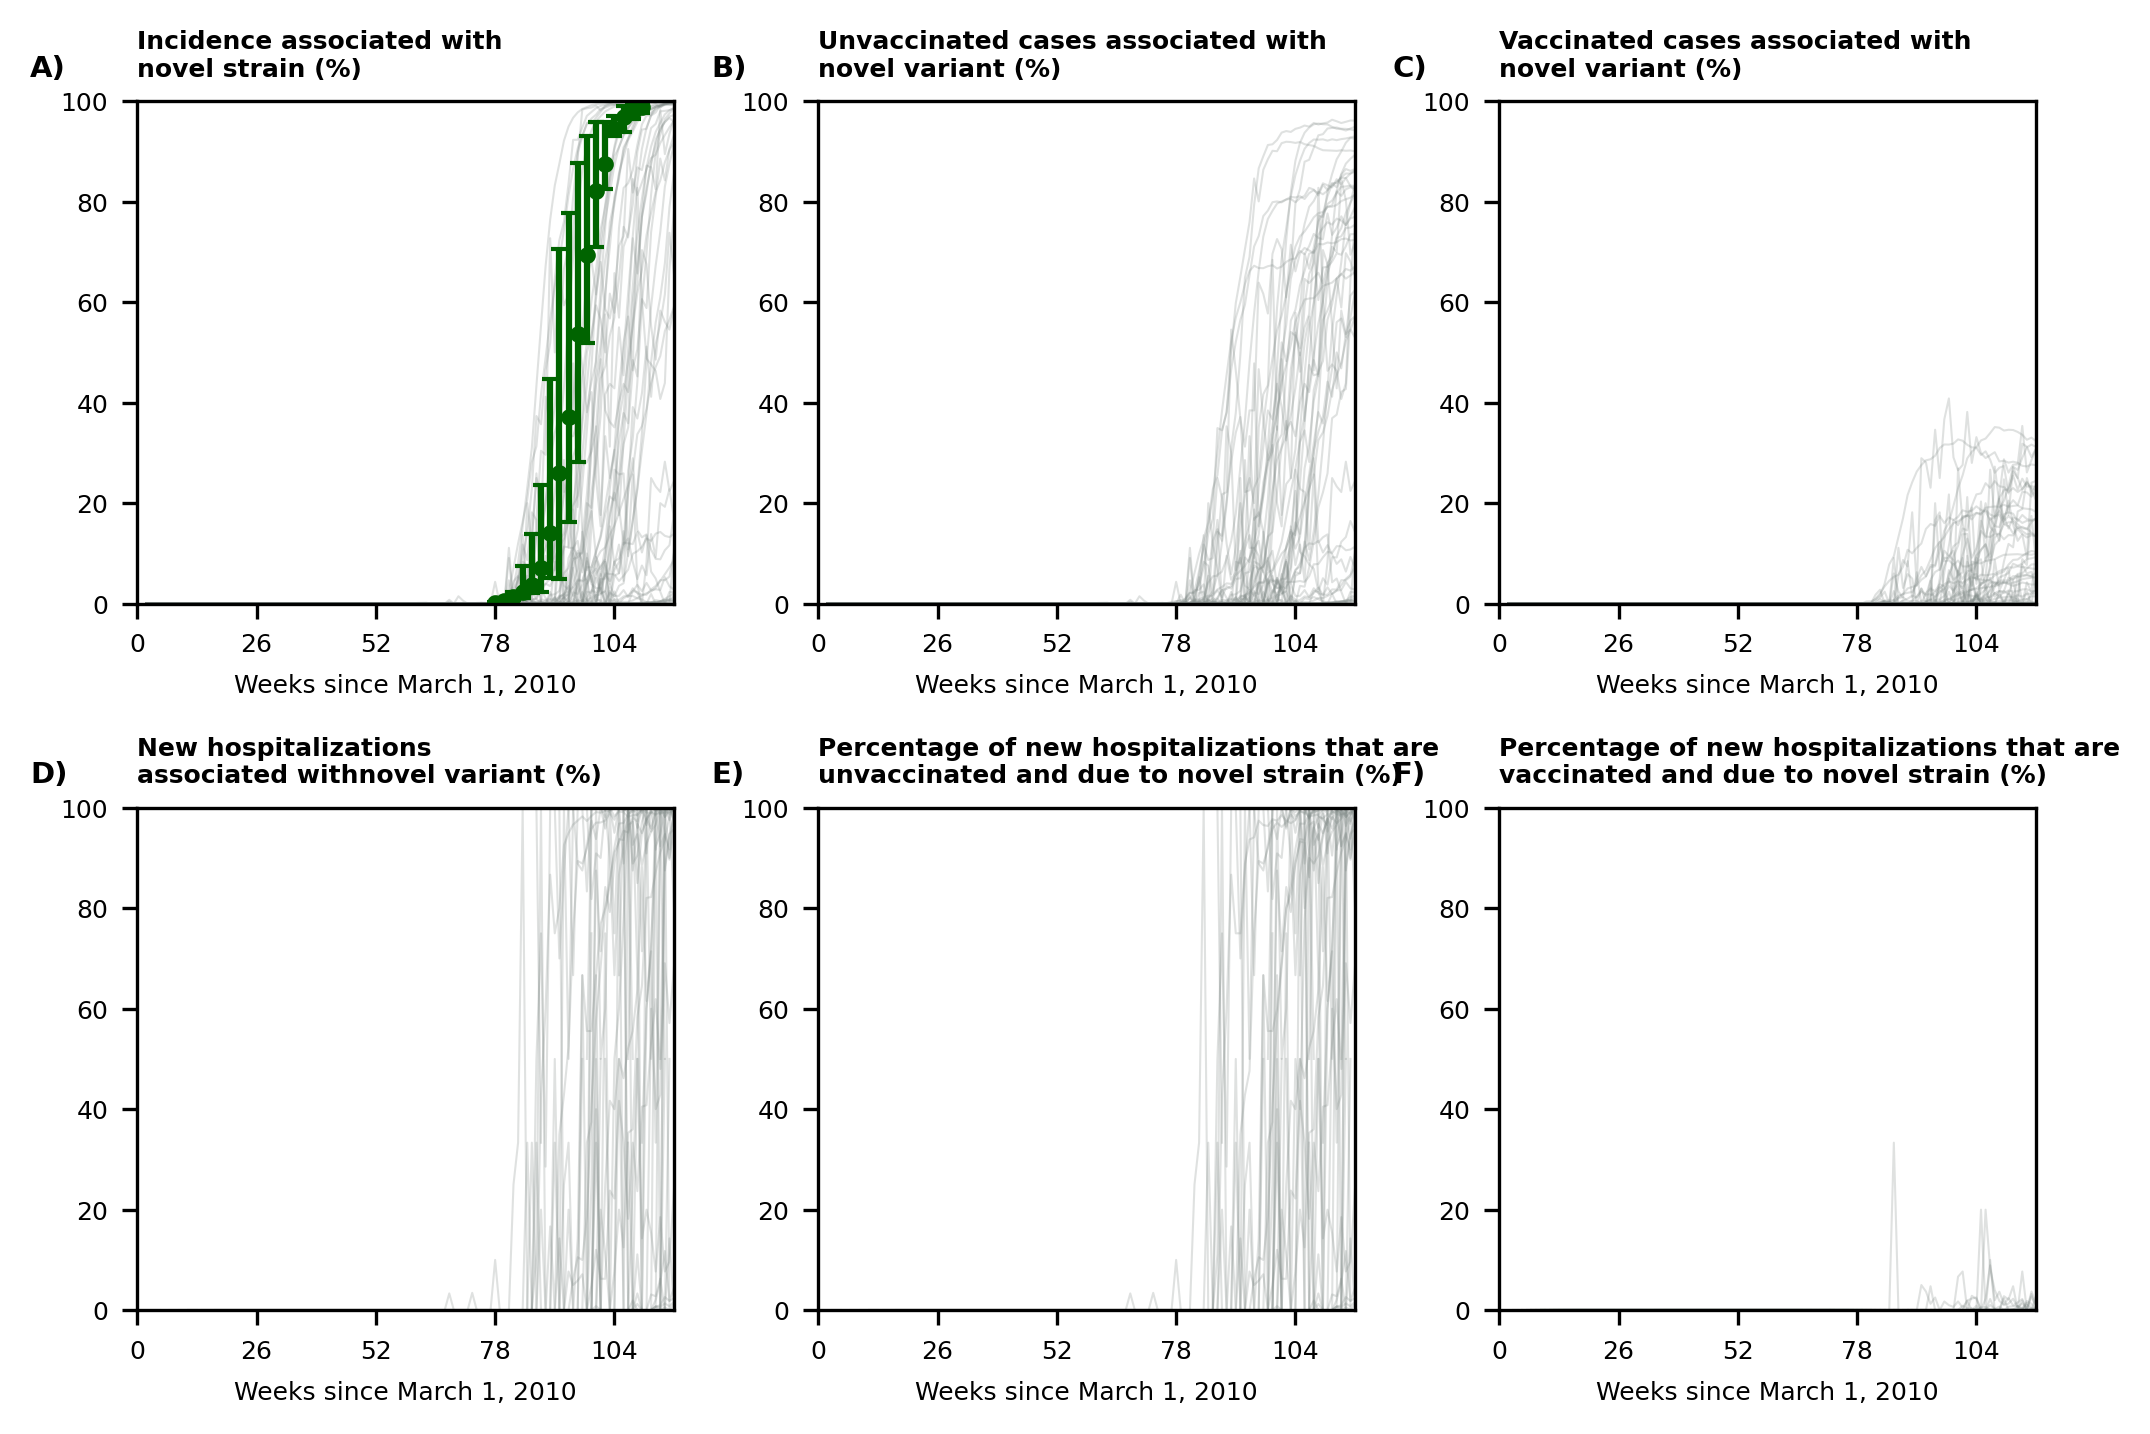 A)
Incidence associated with
novel strain (%)
100
80
60
40
20
0
0 26 52 78 104
Weeks since March 1, 2010
B)
Unvaccinated cases associated with
novel variant (%)
100
80
60
40
20
0
0 26 52 78 104
Weeks since March 1, 2010
C)
Vaccinated cases associated with
novel variant (%)
100
80
60
40
20
0
0 26 52 78 104
Weeks since March 1, 2010
D)
New hospitalizations
associated withnovel variant (%)
100
80
60
40
20
0
0 26 52 78 104
Weeks since March 1, 2010
E)
Percentage of new hospitalizations that are
unvaccinated and due to novel strain (%)
100
80
60
40
20
0
0 26 52 78 104
Weeks since March 1, 2010
F)
Percentage of new hospitalizations that are
vaccinated and due to novel strain (%)
100
80
60
40
20
0
0 26 52 78 104
Weeks since March 1, 2010